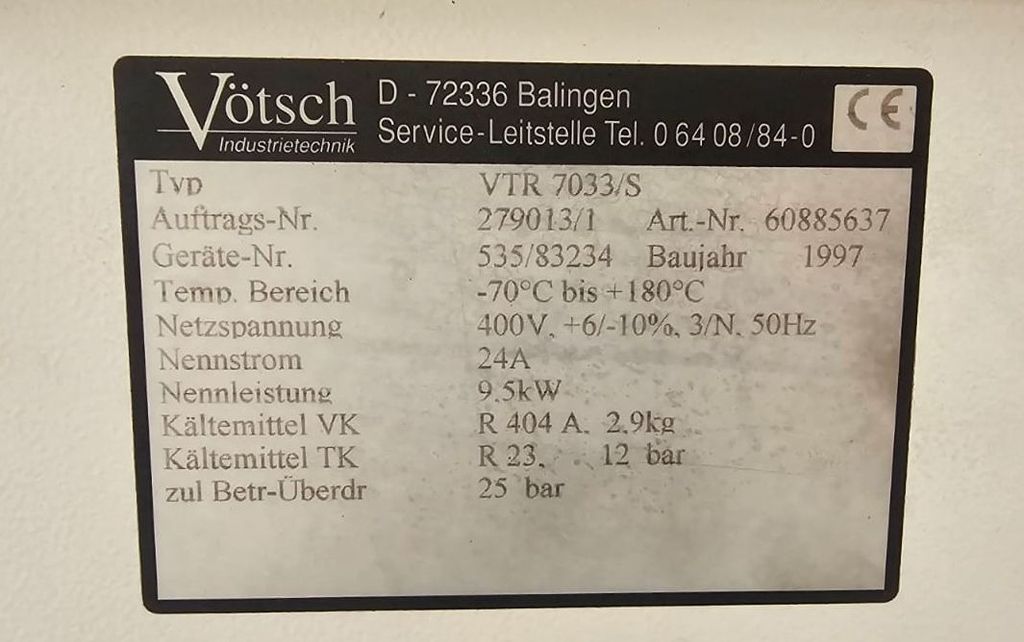 Vötsch
Industrietechnik
D - 72336 Balingen
Service-Leitstelle Tel. 0 64 08/84-0
CE
Typ VTR 7033/S
Auftrags-Nr. 279013/1 Art.-Nr. 60885637
Geräte-Nr. 535/83234 Baujahr 1997
Temp. Bereich -70°C bis +180°C
Netzspannung 400V, +6/-10%, 3/N, 50Hz
Nennstrom 24A
Nennleistung 9.5kW
Kältemittel VK R 404 A, 2.9kg
Kältemittel TK R 23, 12 bar
zul Betr-Überdr 25 bar